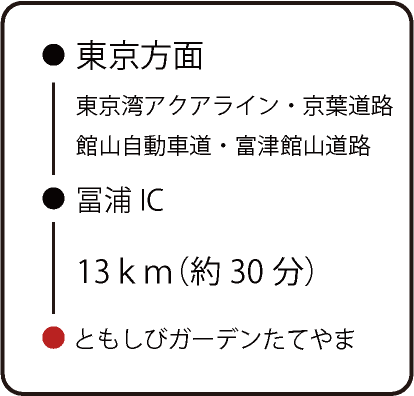 東京方面
東京湾アクアライン・京葉道路
館山自動車道・富津館山道路
冨浦 IC
13ｋｍ（約 30 分）
ともしびガーデンたてやま